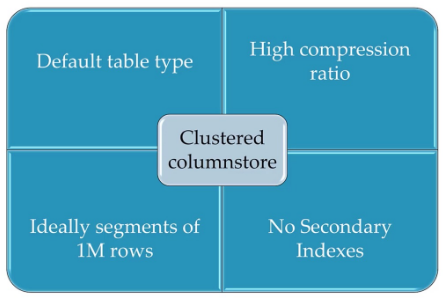 Default table type
High compression
ratio
Clustered
columnstore
Ideally segments of
1M rows
No Secondary
Indexes